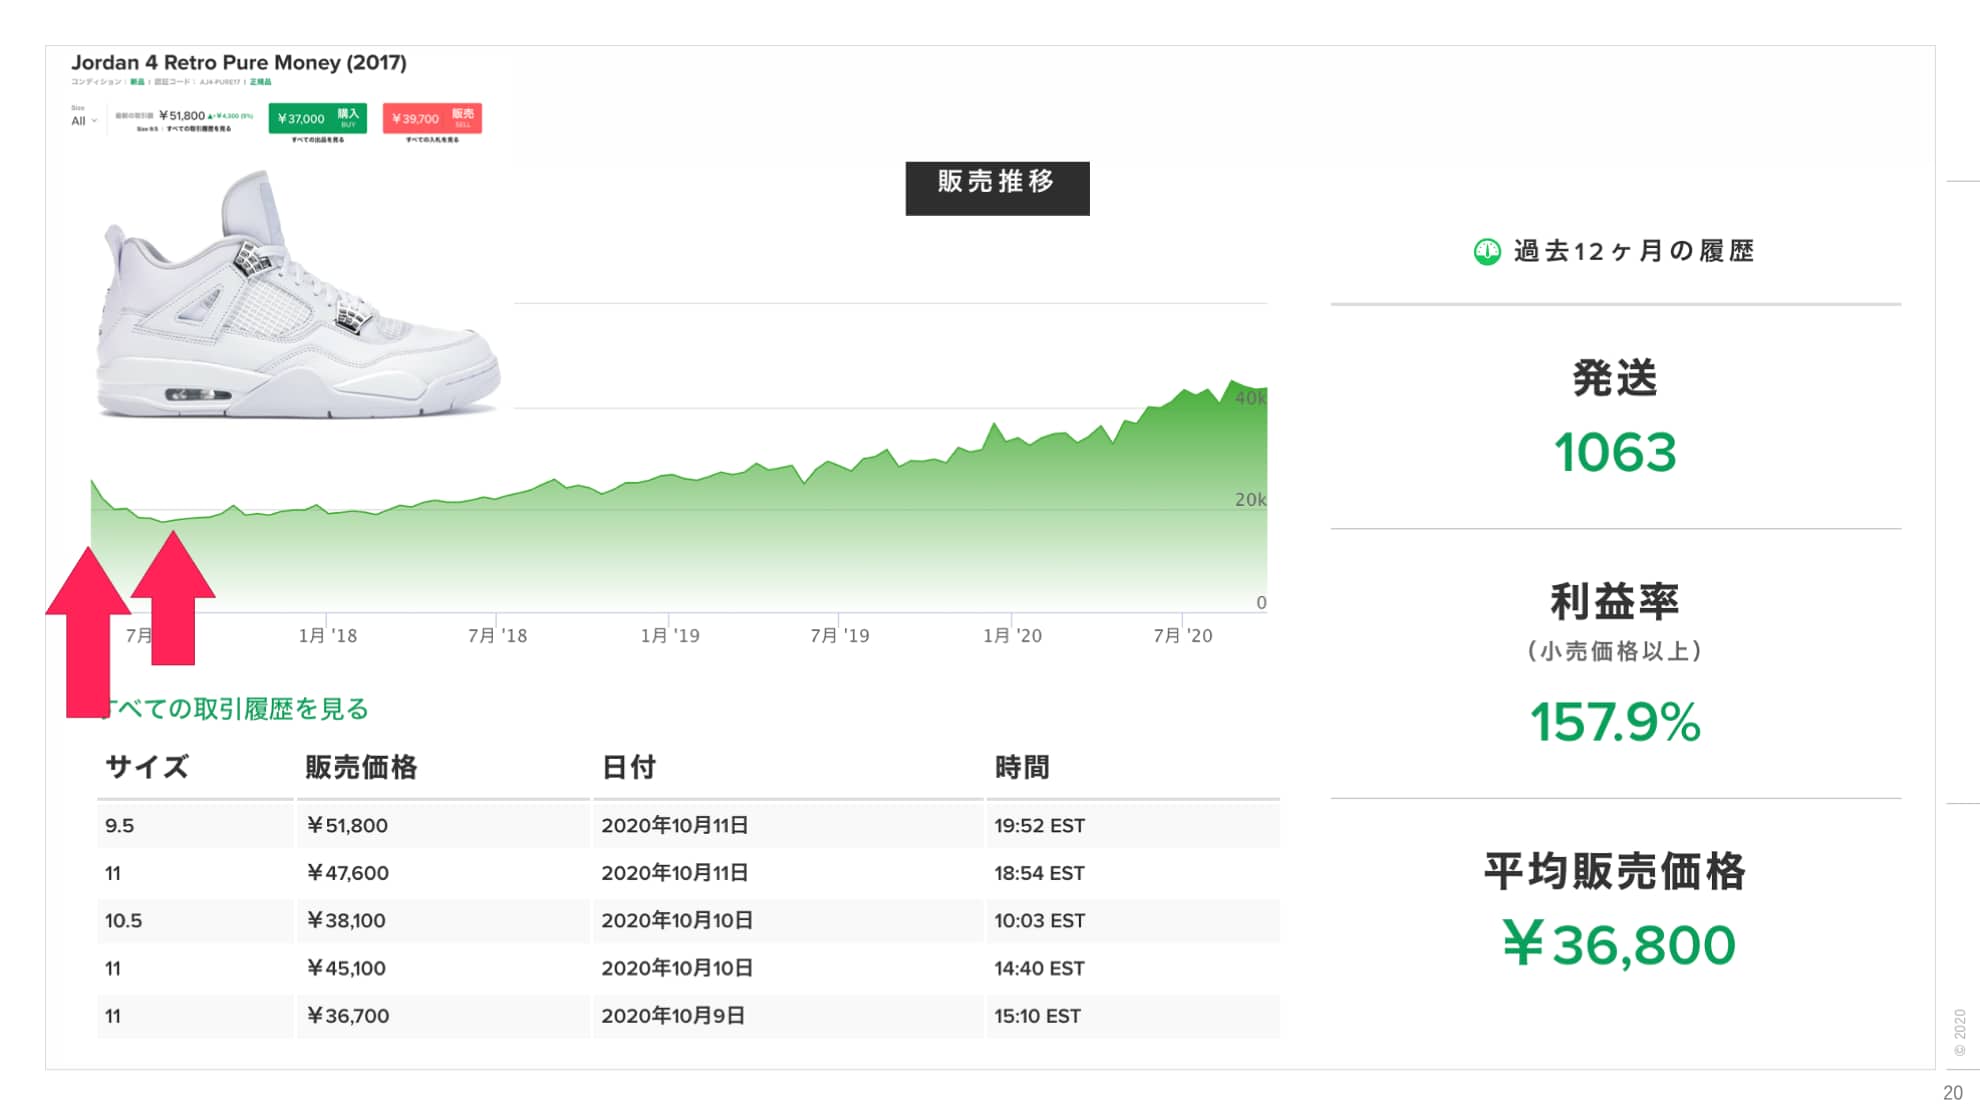 Jordan 4 Retro Pure Money (2017)
コンディション： 新品 | 認証コード： AJ4-PURE17 | 正規品
Size
All
最新の取引額 ¥51,800 ▲+¥4,300 (9%)
Size 9.5 | すべての取引履歴を見る
¥37,000 購入 BUY
すべての出品を見る
¥39,700 販売 SELL
すべての入札を見る
販売推移
40k
20k
0
7月
1月 '18
7月 '18
1月 '19
7月 '19
1月 '20
7月 '20
すべての取引履歴を見る
サイズ 販売価格 日付 時間
9.5 ¥51,800 2020年10月11日 19:52 EST
11 ¥47,600 2020年10月11日 18:54 EST
10.5 ¥38,100 2020年10月10日 10:03 EST
11 ¥45,100 2020年10月10日 14:40 EST
11 ¥36,700 2020年10月9日 15:10 EST
過去12ヶ月の履歴
発送
1063
利益率
（小売価格以上）
157.9%
平均販売価格
¥36,800
© 2020
20